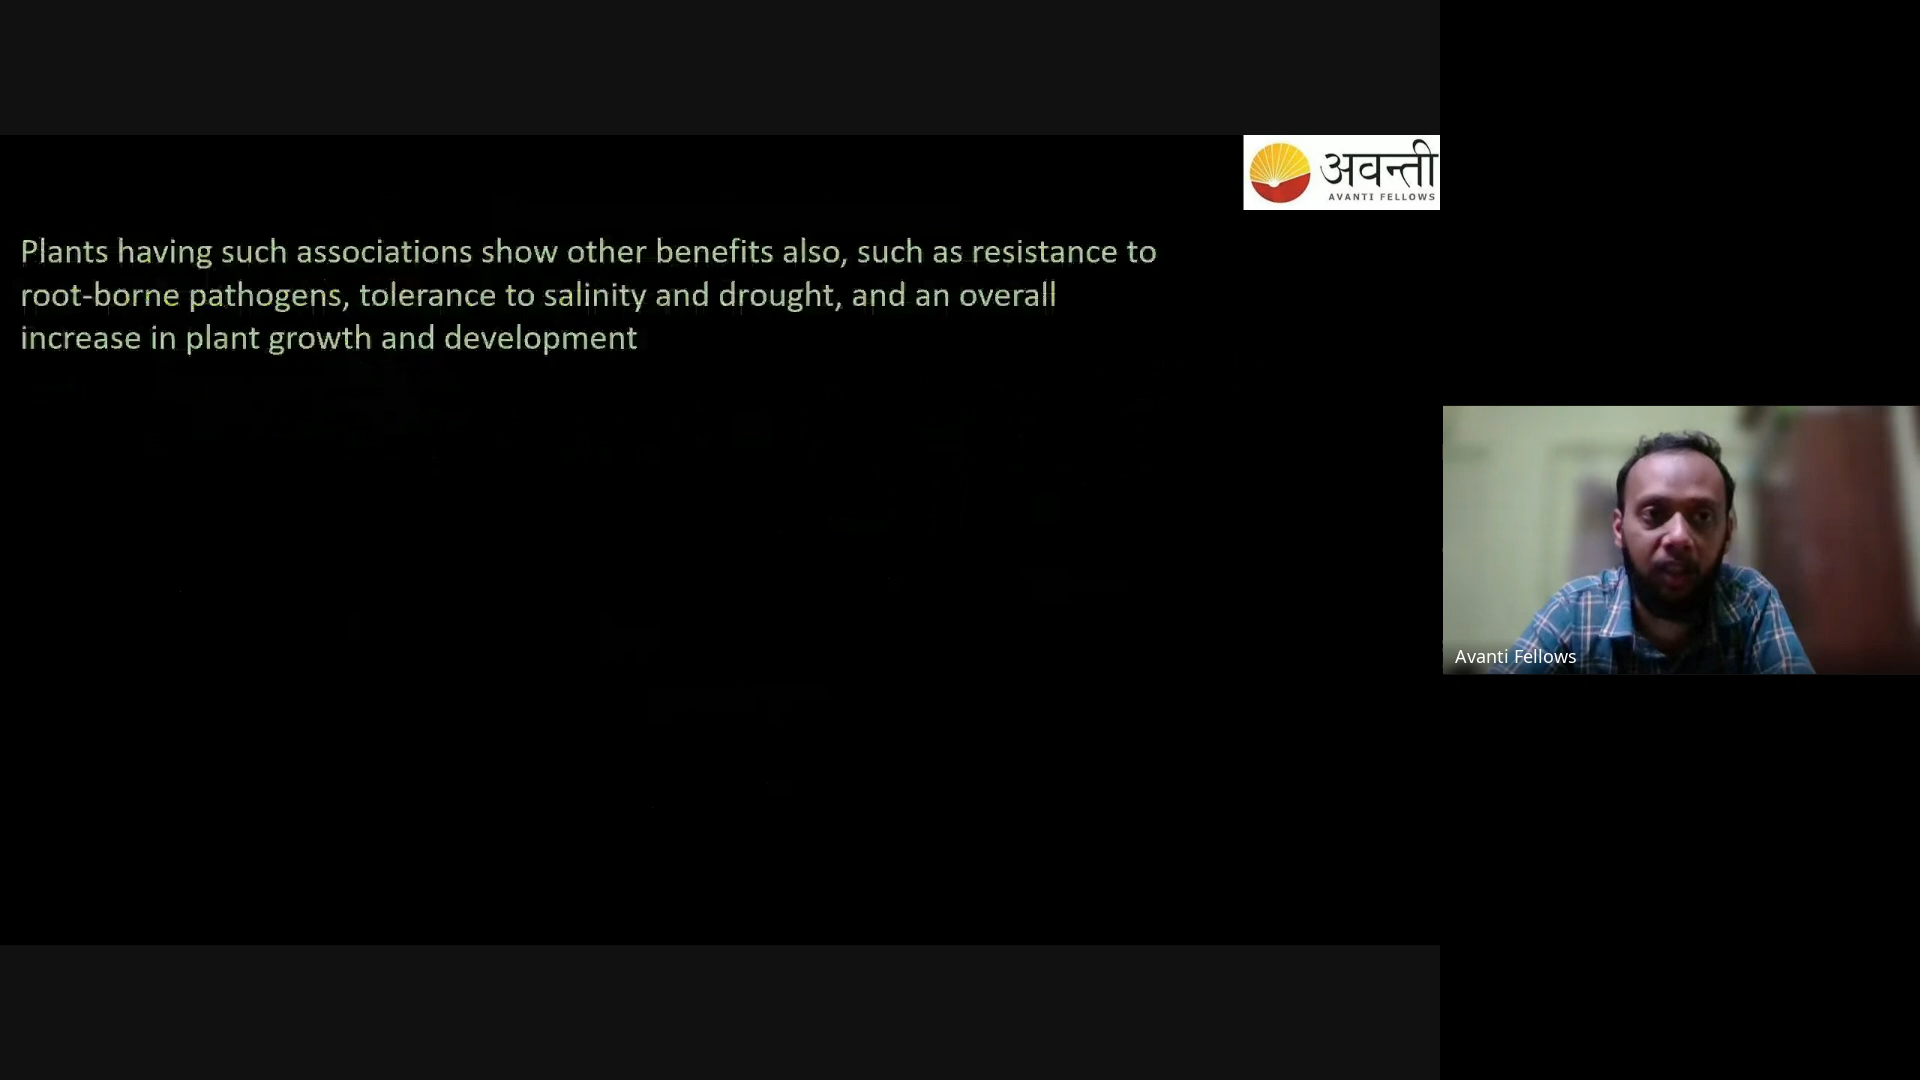 अवन्ती
AVANTI FELLOWS
Plants having such associations show other benefits also, such as resistance to
root-borne pathogens, tolerance to salinity and drought, and an overall
increase in plant growth and development
Avanti Fellows